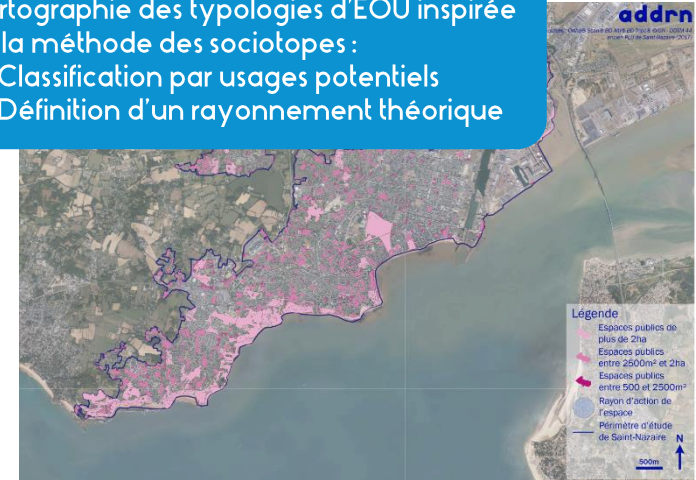 rtographie des typologies d'EOU inspirée
la méthode des sociotopes :
Classification par usages potentiels
Définition d'un rayonnement théorique
addrn
Légende
Espaces publics de
plus de 2ha
Espaces publics
entre 2500m² et 2ha
Espaces publics
entre 500 et 2500m²
Rayon d'action de
l'espace
Périmètre d'étude
de Saint-Nazaire
N
500m